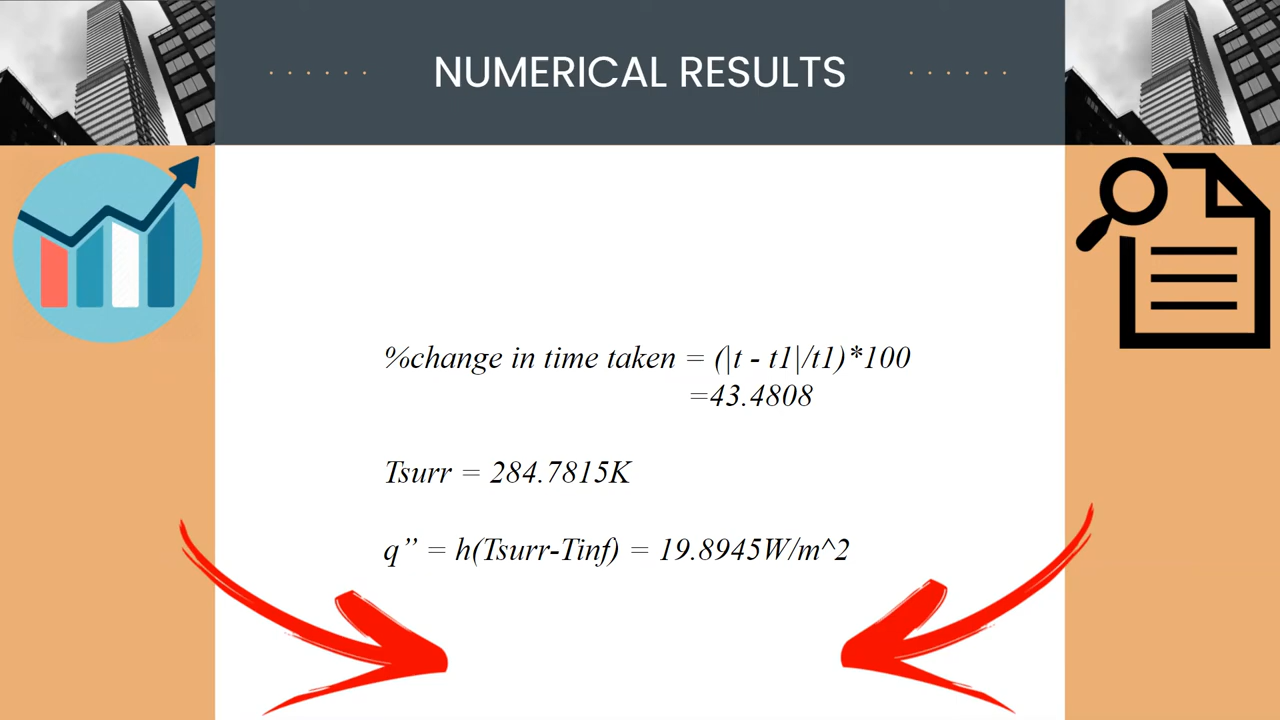 NUMERICAL RESULTS
%change in time taken = (|t - t1|/t1)*100
=43.4808
Tsurr = 284.7815K
q” = h(Tsurr-Tinf) = 19.8945W/m^2